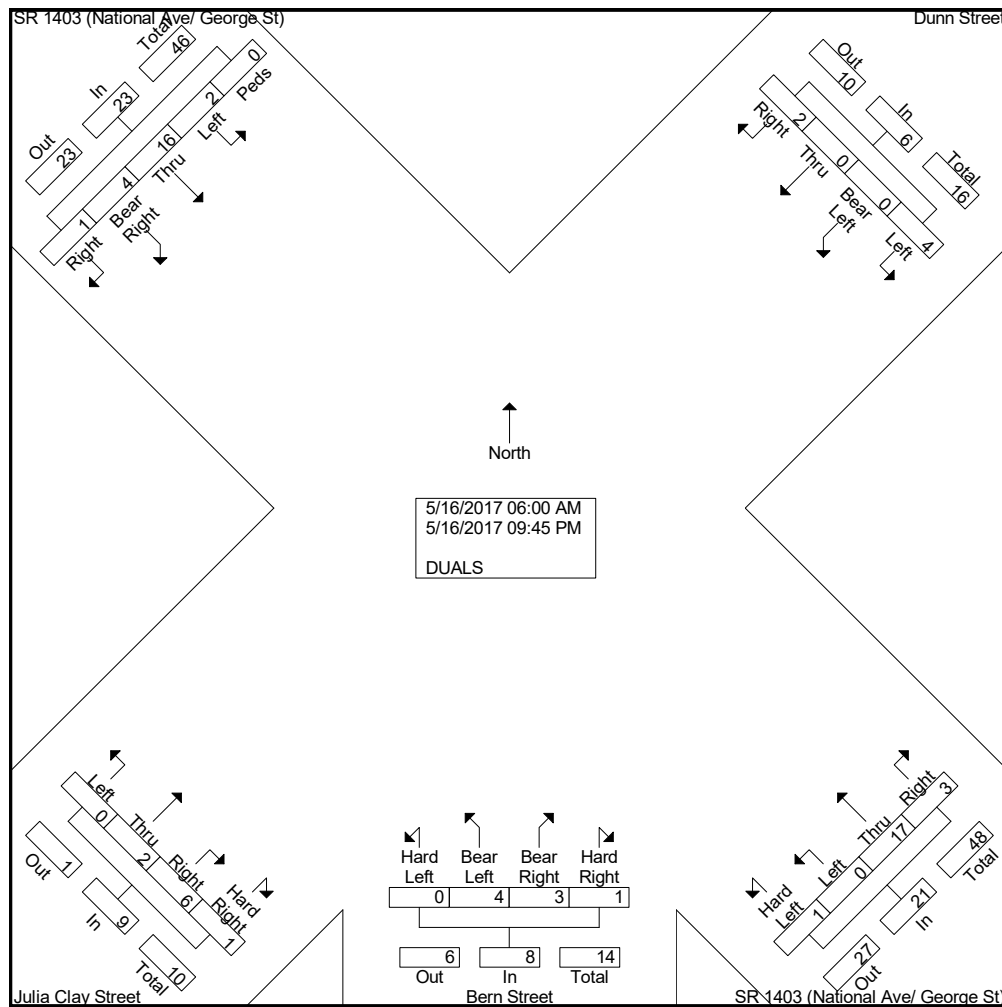 SR 1403 (National Ave/ George St)
Out
In
Total
23
23
46
1
4
16
2
0
Right
Bear
Right
Thru
Left
Peds
Dunn Street
Out
In
Total
10
6
16
2
0
0
4
Right
Thru
Bear
Left
Left
North
5/16/2017 06:00 AM
5/16/2017 09:45 PM
DUALS
Left
Thru
Right
Hard
Right
0
2
6
1
1
9
10
Out
In
Total
Julia Clay Street
Hard
Left
Bear
Left
Bear
Right
Hard
Right
0
4
3
1
6
8
14
Out
In
Total
Bern Street
Hard
Left
Left
Thru
Right
1
0
17
3
27
21
48
Out
In
Total
SR 1403 (National Ave/ George St)